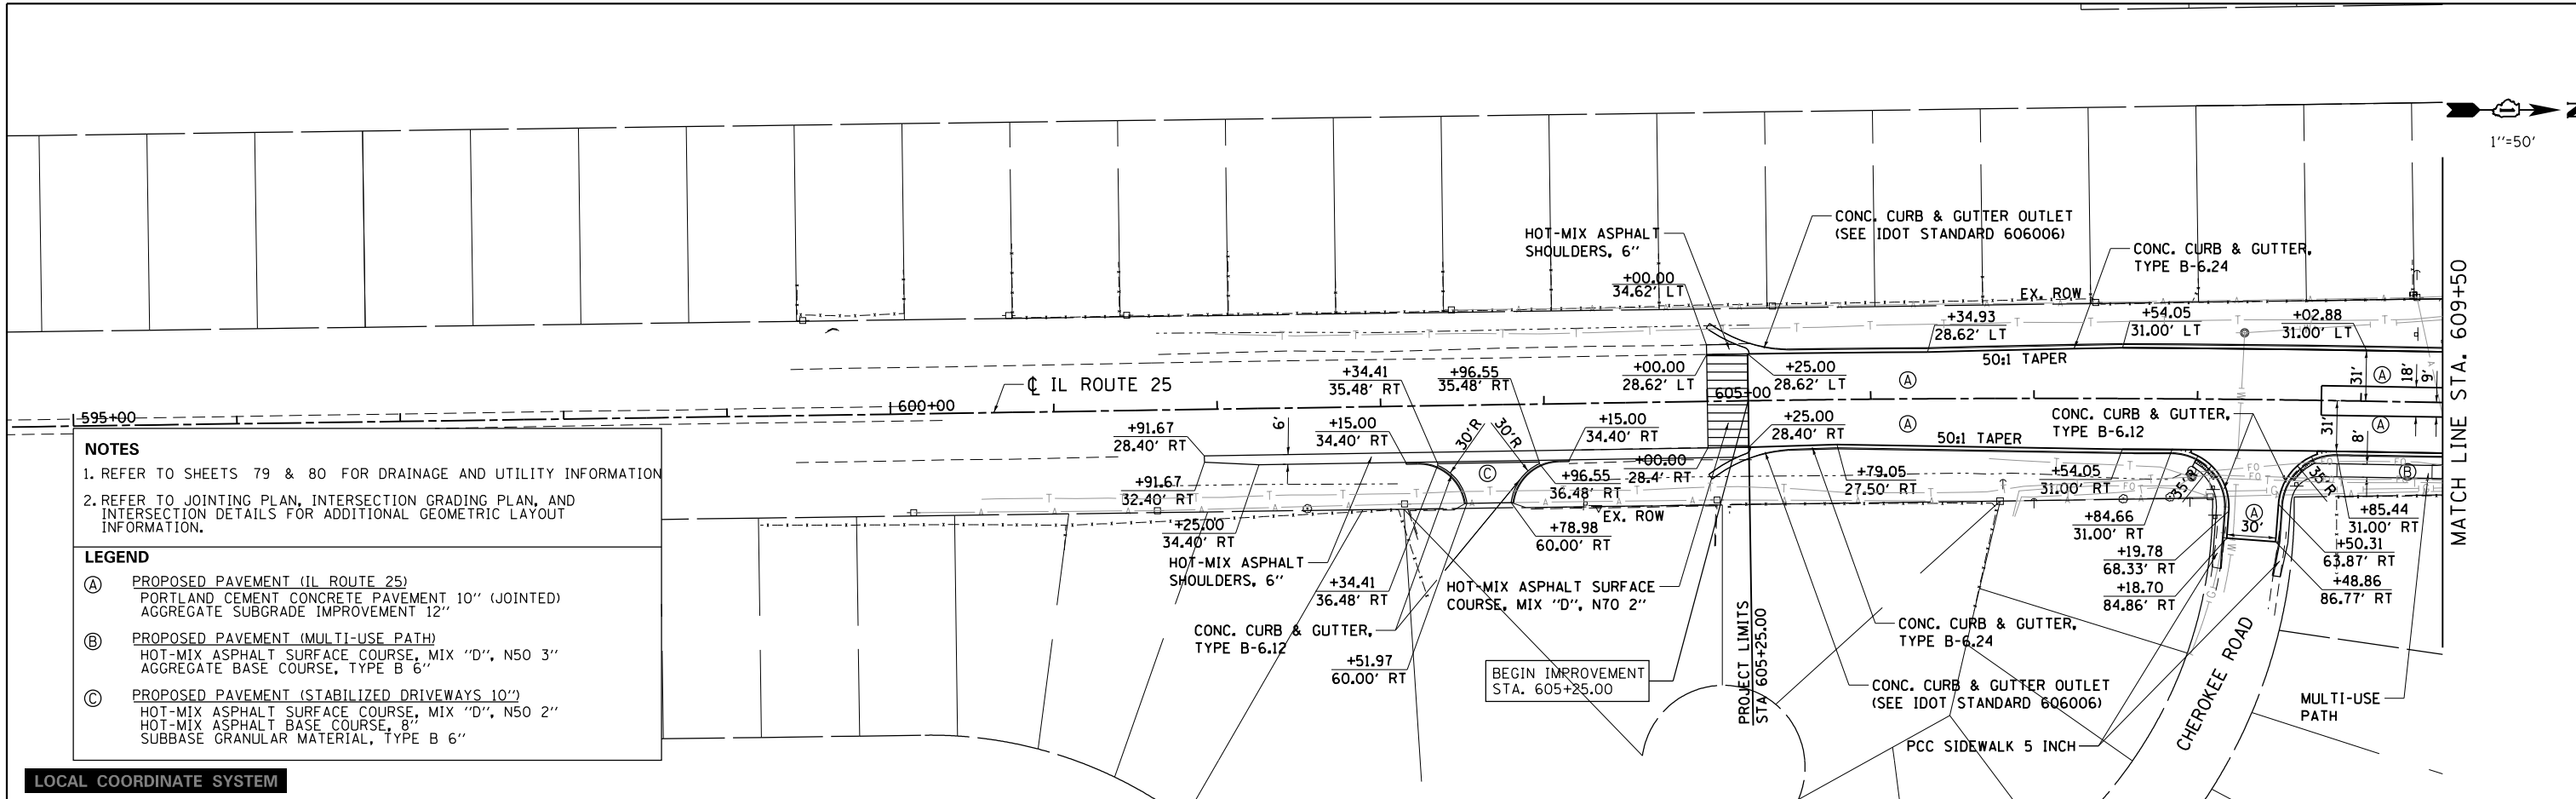 1''=50'
MATCH LINE STA. 609+50
HOT-MIX ASPHALT
SHOULDERS, 6''
CONC. CURB & GUTTER OUTLET
(SEE IDOT STANDARD 606006)
CONC. CURB & GUTTER,
TYPE B-6.24
+00.00
34.62' LT
EX. ROW
+34.93
28.62' LT
+54.05
31.00' LT
+02.88
31.00' LT
50:1 TAPER
+00.00
28.62' LT
+25.00
28.62' LT
℄ IL ROUTE 25
595+00
600+00
605+00
+34.41
35.48' RT
+96.55
35.48' RT
A
A
31'
18'
9'
A
+91.67
28.40' RT
6'
+15.00
34.40' RT
30'R
30'R
+15.00
34.40' RT
+25.00
28.40' RT
A
CONC. CURB & GUTTER,
TYPE B-6.12
50:1 TAPER
31'
8'
A
C
+00.00
28.4' RT
+91.67
32.40' RT
+96.55
36.48' RT
+79.05
27.50' RT
+54.05
31.00' RT
35'R
35'R
B
EX. ROW
+25.00
34.40' RT
+78.98
60.00' RT
+84.66
31.00' RT
A
30'
+85.44
31.00' RT
HOT-MIX ASPHALT
SHOULDERS, 6''
+34.41
36.48' RT
HOT-MIX ASPHALT SURFACE
COURSE, MIX "D", N70 2''
+19.78
68.33' RT
+50.31
63.87' RT
+18.70
84.86' RT
+48.86
86.77' RT
CONC. CURB & GUTTER,
TYPE B-6.12
+51.97
60.00' RT
BEGIN IMPROVEMENT
STA. 605+25.00
PROJECT LIMITS
STA 605+25.00
CONC. CURB & GUTTER,
TYPE B-6.24
CONC. CURB & GUTTER OUTLET
(SEE IDOT STANDARD 606006)
PCC SIDEWALK 5 INCH
CHEROKEE ROAD
MULTI-USE
PATH
NOTES
1. REFER TO SHEETS 79 & 80 FOR DRAINAGE AND UTILITY INFORMATION
2. REFER TO JOINTING PLAN, INTERSECTION GRADING PLAN, AND
INTERSECTION DETAILS FOR ADDITIONAL GEOMETRIC LAYOUT
INFORMATION.
LEGEND
A PROPOSED PAVEMENT (IL ROUTE 25)
PORTLAND CEMENT CONCRETE PAVEMENT 10'' (JOINTED)
AGGREGATE SUBGRADE IMPROVEMENT 12''
B PROPOSED PAVEMENT (MULTI-USE PATH)
HOT-MIX ASPHALT SURFACE COURSE, MIX "D", N50 3''
AGGREGATE BASE COURSE, TYPE B 6''
C PROPOSED PAVEMENT (STABILIZED DRIVEWAYS 10'')
HOT-MIX ASPHALT SURFACE COURSE, MIX "D", N50 2''
HOT-MIX ASPHALT BASE COURSE, 8''
SUBBASE GRANULAR MATERIAL, TYPE B 6''
LOCAL COORDINATE SYSTEM